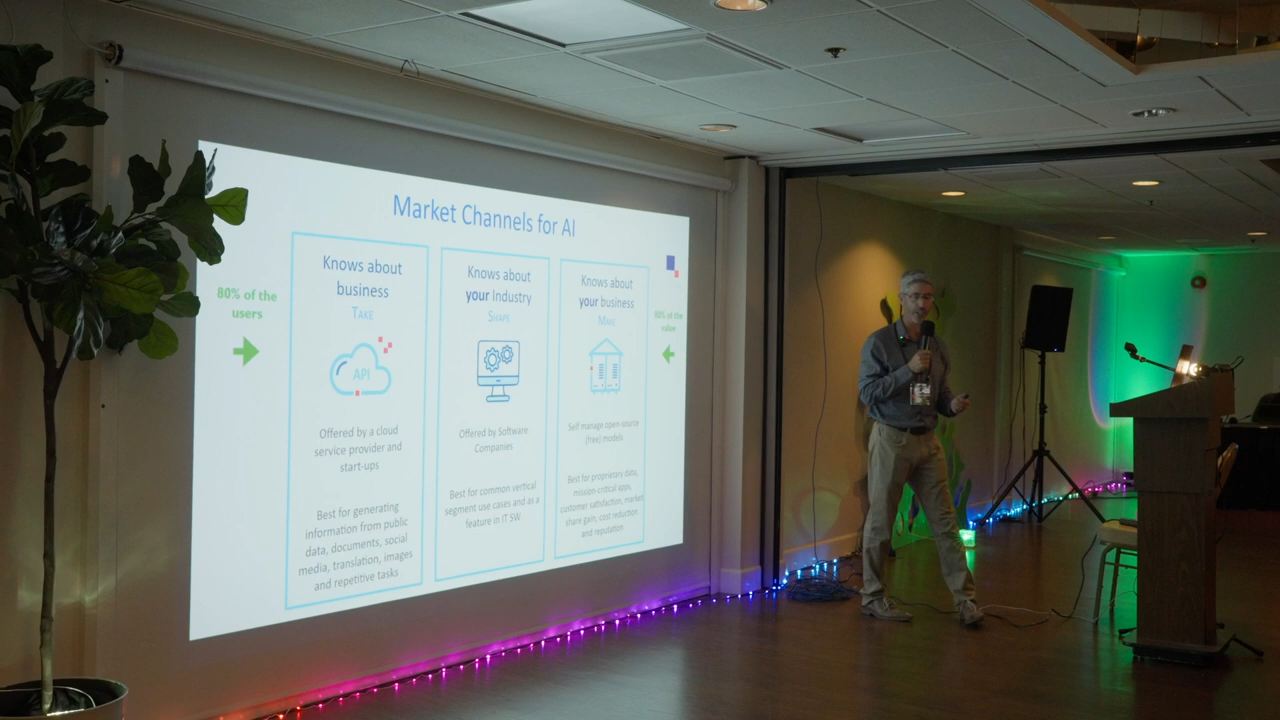 Market Channels for AI
80% of the
users
Knows about
business
TAKE
API
Offered by a cloud
service provider and
start-ups
Best for generating
information from public
data, documents, social
media, translation, images
and repetitive tasks
Knows about
your Industry
SHAPE
Offered by Software
Companies
Best for common vertical
segment use cases and as a
feature in IT SW
Knows about
your business
MAKE
Self manage open-source
(free) models
Best for proprietary data,
mission-critical apps,
customer satisfaction, market
share gain, cost reduction
and reputation
80% of the
value